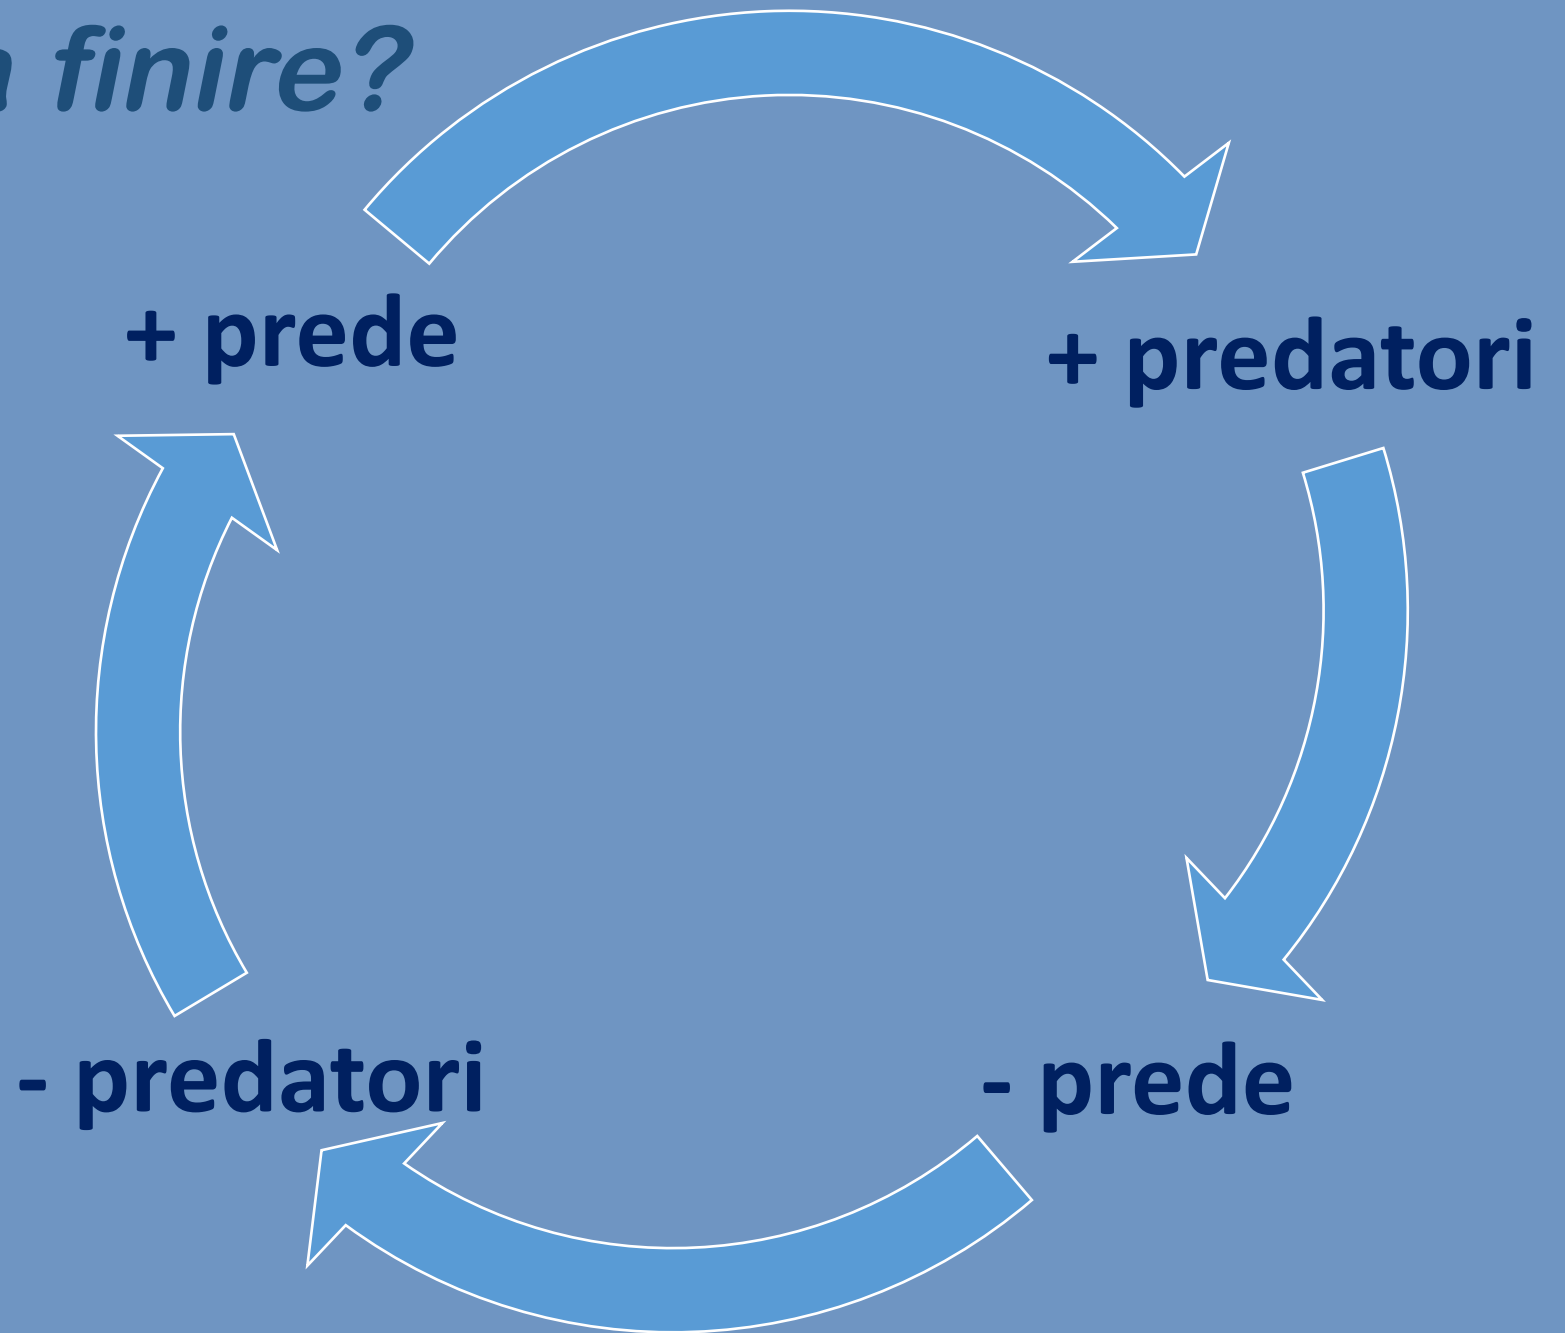 finire?
+ prede
+ predatori
- predatori
- prede